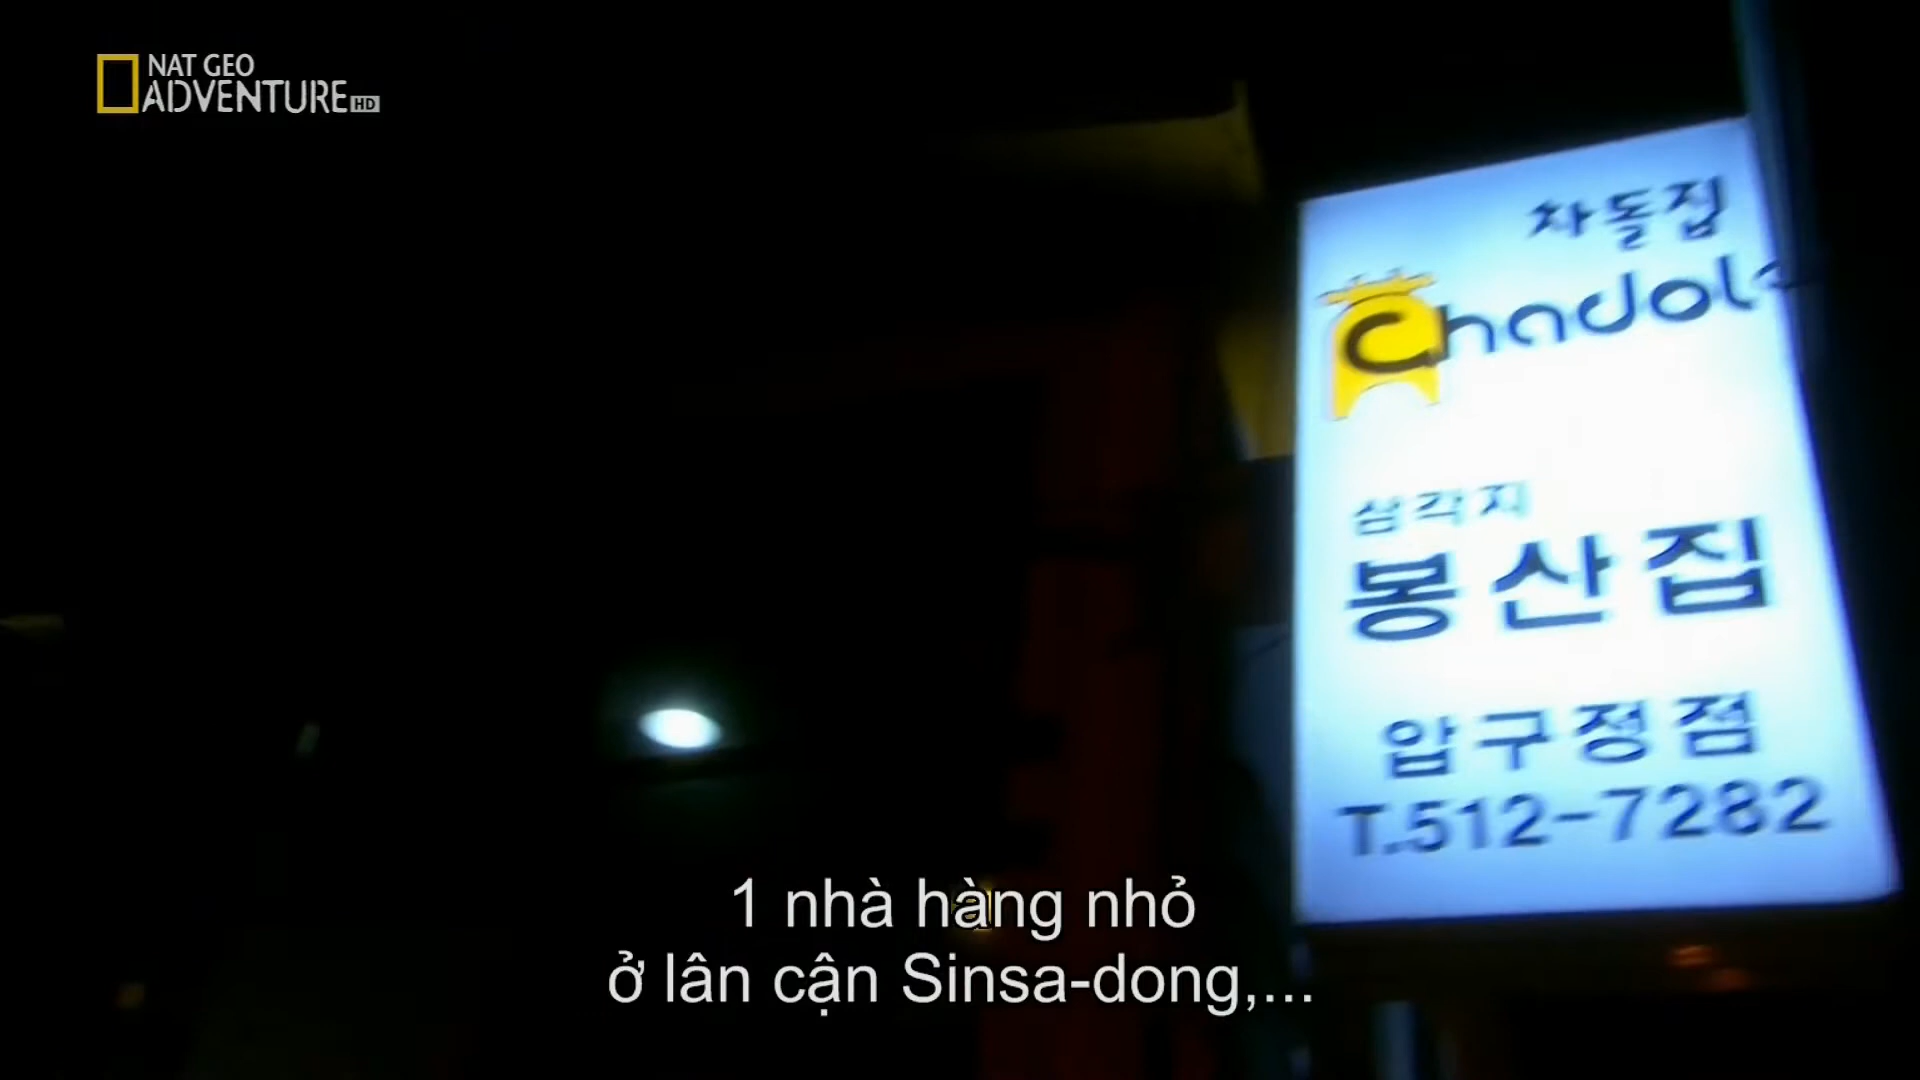 NAT GEO
ADVENTURE HD
차돌집
chadol
삼각지
봉산집
압구정점
T.512-7282
1 nhà hàng nhỏ
ở lân cận Sinsa-dong,...